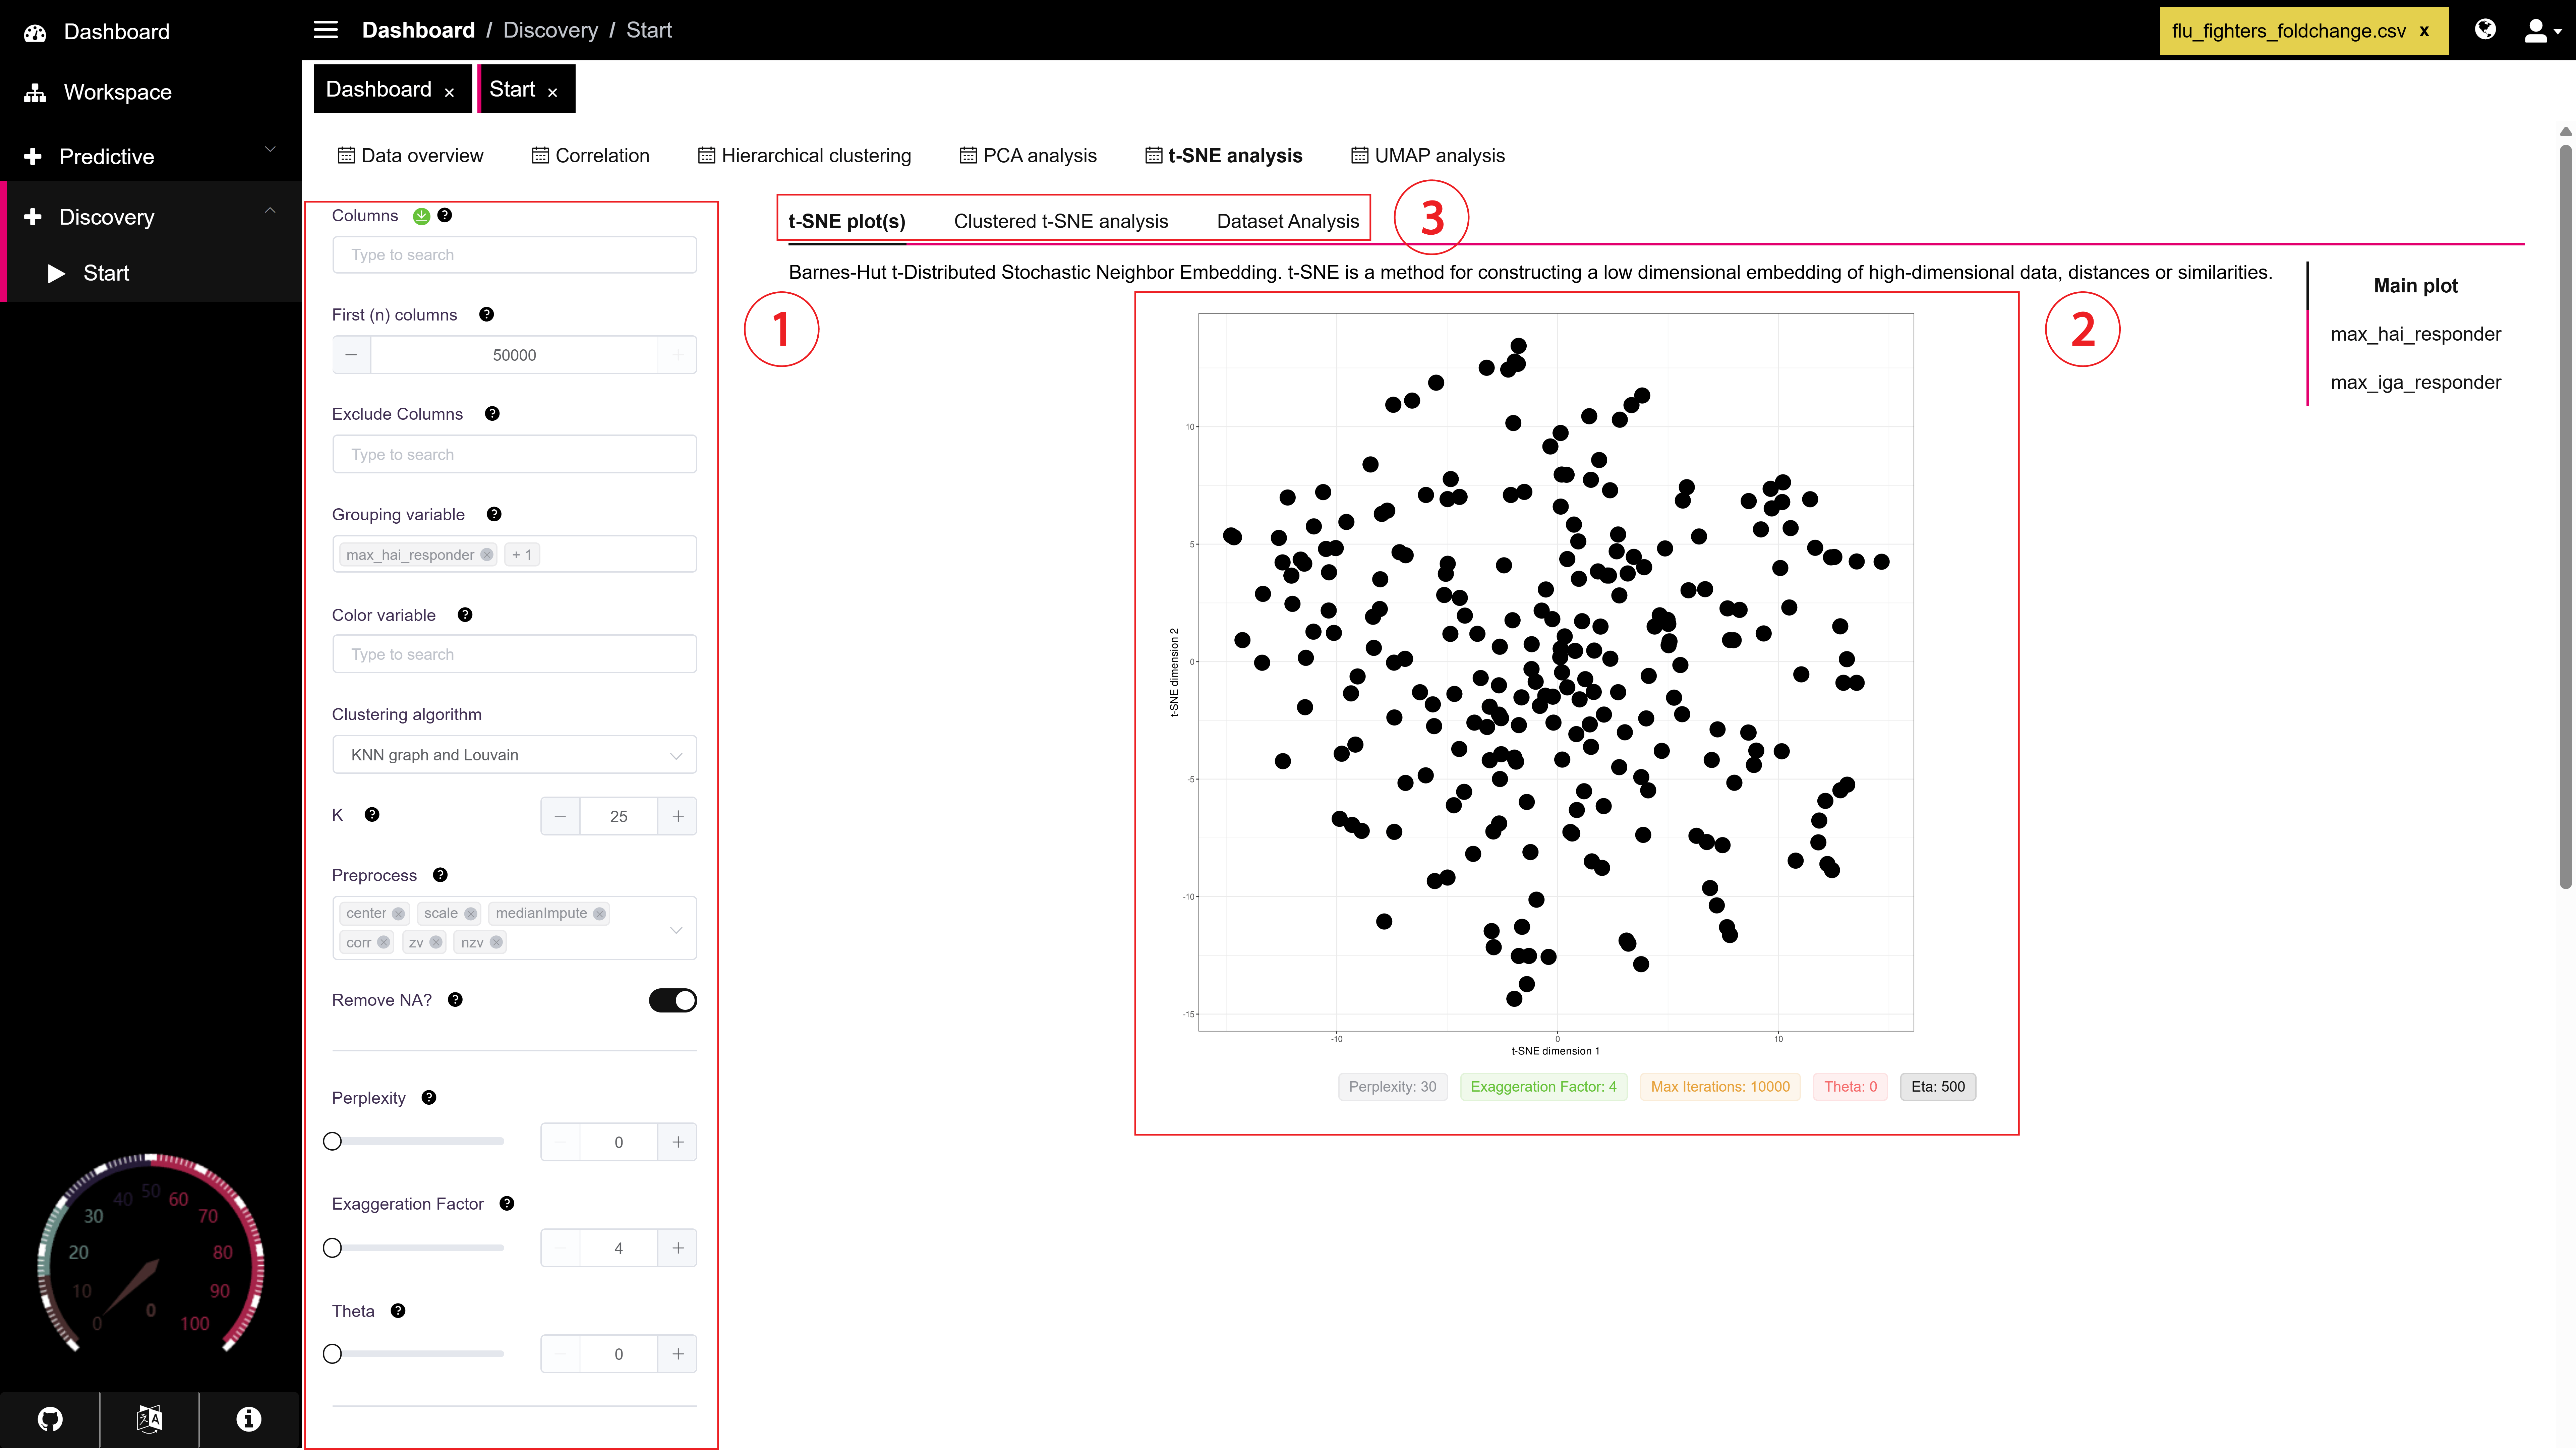 Dashboard
Workspace
Predictive
Discovery
Start
Dashboard / Discovery / Start
flu_fighters_foldchange.csv x
Dashboard x
Start x
Data overview
Correlation
Hierarchical clustering
PCA analysis
t-SNE analysis
UMAP analysis
Columns
Type to search
First (n) columns
50000
Exclude Columns
Type to search
Grouping variable
max_hai_responder + 1
Color variable
Type to search
Clustering algorithm
KNN graph and Louvain
K
25
Preprocess
center scale medianImpute
corr zv nzv
Remove NA?
Perplexity
0
Exaggeration Factor
4
Theta
0
1
t-SNE plot(s)
Clustered t-SNE analysis
Dataset Analysis
3
Barnes-Hut t-Distributed Stochastic Neighbor Embedding. t-SNE is a method for constructing a low dimensional embedding of high-dimensional data, distances or similarities.
2
Main plot
max_hai_responder
max_iga_responder
t-SNE dimension 2
10
5
0
-5
-10
-15
-10
0
10
t-SNE dimension 1
Perplexity: 30
Exaggeration Factor: 4
Max Iterations: 10000
Theta: 0
Eta: 500
0
10
20
30
40
50
60
70
80
90
100
0